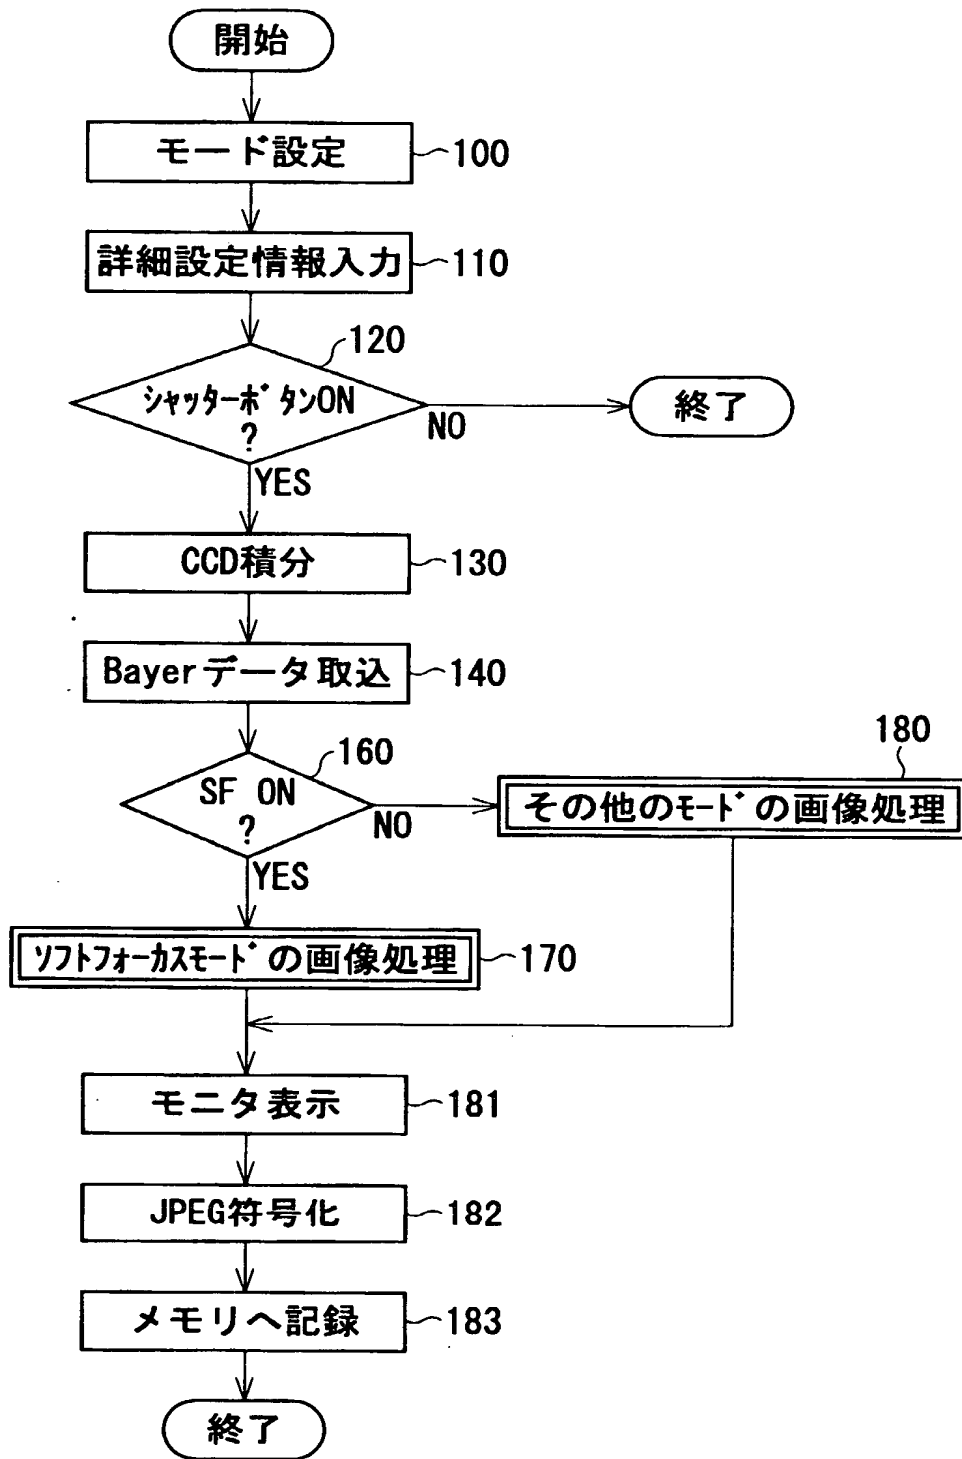 開始
モード設定
100
詳細設定情報入力
110
120
ｼｬｯﾀｰﾎﾞﾀﾝON
?
NO
終了
YES
CCD積分
130
Bayerデータ取込
140
160
SF ON
?
NO
180
その他のﾓｰﾄﾞの画像処理
YES
ｿﾌﾄﾌｫｰｶｽﾓｰﾄﾞの画像処理
170
モニタ表示
181
JPEG符号化
182
メモリへ記録
183
終了